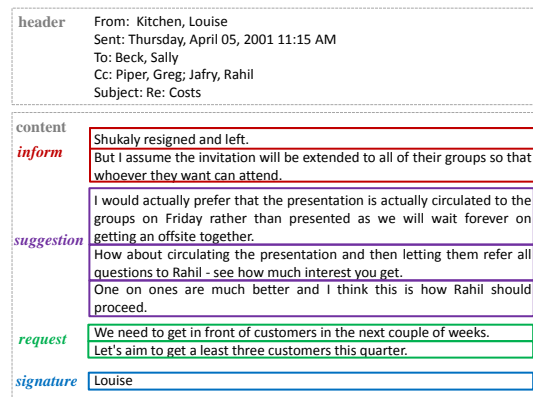 header
From: Kitchen, Louise
Sent: Thursday, April 05, 2001 11:15 AM
To: Beck, Sally
Cc: Piper, Greg; Jafry, Rahil
Subject: Re: Costs
content
inform
Shukaly resigned and left.
But I assume the invitation will be extended to all of their groups so that
whoever they want can attend.
suggestion
I would actually prefer that the presentation is actually circulated to the
groups on Friday rather than presented as we will wait forever on
getting an offsite together.
How about circulating the presentation and then letting them refer all
questions to Rahil - see how much interest you get.
One on ones are much better and I think this is how Rahil should
proceed.
request
We need to get in front of customers in the next couple of weeks.
Let's aim to get a least three customers this quarter.
signature
Louise